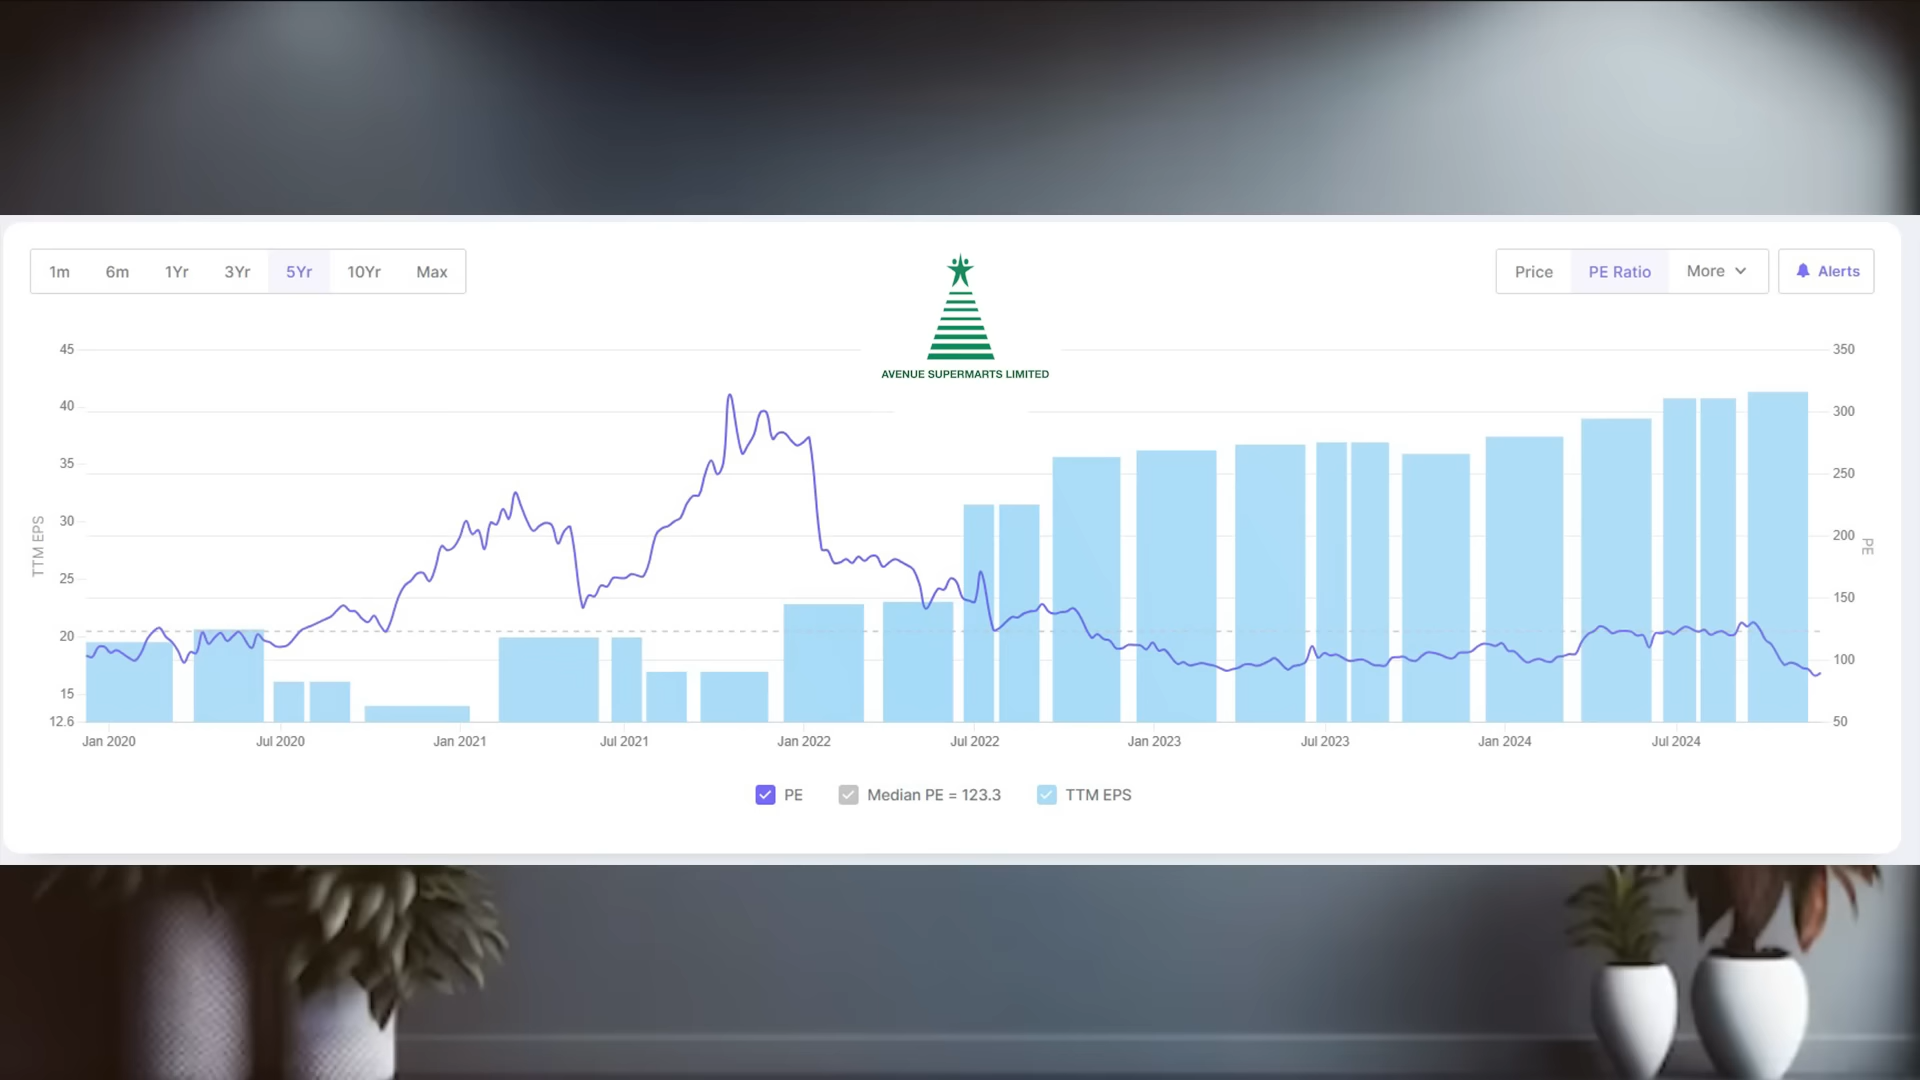 1m 6m 1Yr 3Yr 5Yr 10Yr Max
Price PE Ratio More Alerts
AVENUE SUPERMARTS LIMITED
45
40
35
30
25
20
15
12.6
TTM EPS
350
300
250
200
150
100
50
PE
Jan 2020 Jul 2020 Jan 2021 Jul 2021 Jan 2022 Jul 2022 Jan 2023 Jul 2023 Jan 2024 Jul 2024
PE Median PE = 123.3 TTM EPS